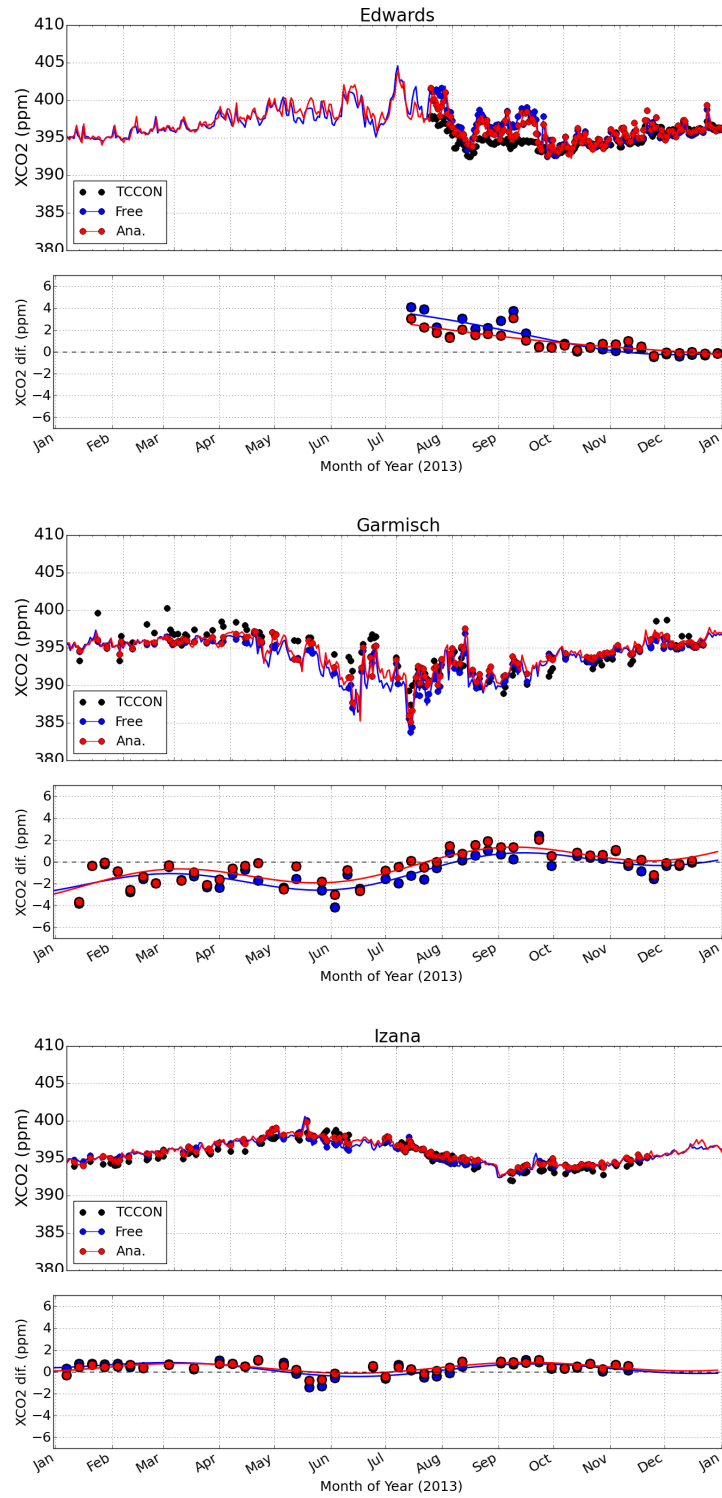 Edwards
410
405
400
395
390
385
380
XCO2 (ppm)
TCCON
Free
Ana.
6
4
2
0
−2
−4
−6
XCO2 dif. (ppm)
Jan Feb Mar Apr May Jun Jul Aug Sep Oct Nov Dec Jan
Month of Year (2013)
Garmisch
410
405
400
395
390
385
380
XCO2 (ppm)
TCCON
Free
Ana.
6
4
2
0
−2
−4
−6
XCO2 dif. (ppm)
Jan Feb Mar Apr May Jun Jul Aug Sep Oct Nov Dec Jan
Month of Year (2013)
Izana
410
405
400
395
390
385
380
XCO2 (ppm)
TCCON
Free
Ana.
6
4
2
0
−2
−4
−6
XCO2 dif. (ppm)
Jan Feb Mar Apr May Jun Jul Aug Sep Oct Nov Dec Jan
Month of Year (2013)